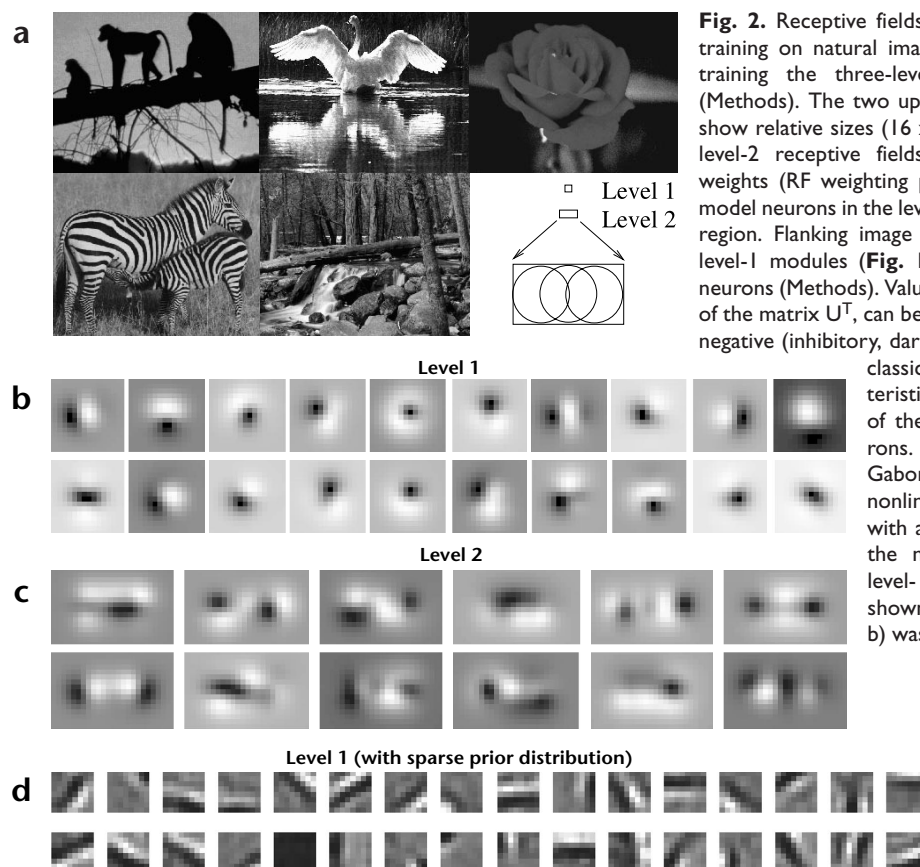 a
Level 1
Level 2
Fig. 2. Receptive fields
training on natural ima
training the three-leve
(Methods). The two up
show relative sizes (16 x
level-2 receptive fields
weights (RF weighting p
model neurons in the lev
region. Flanking image
level-1 modules (Fig. I
neurons (Methods). Valu
of the matrix Uᵀ, can be
negative (inhibitory, dar
classic
teristic
of the
rons.
Gabor
nonlin
with a
the n
level-
shown
b) was
Level 1
b
Level 2
c
Level 1 (with sparse prior distribution)
d